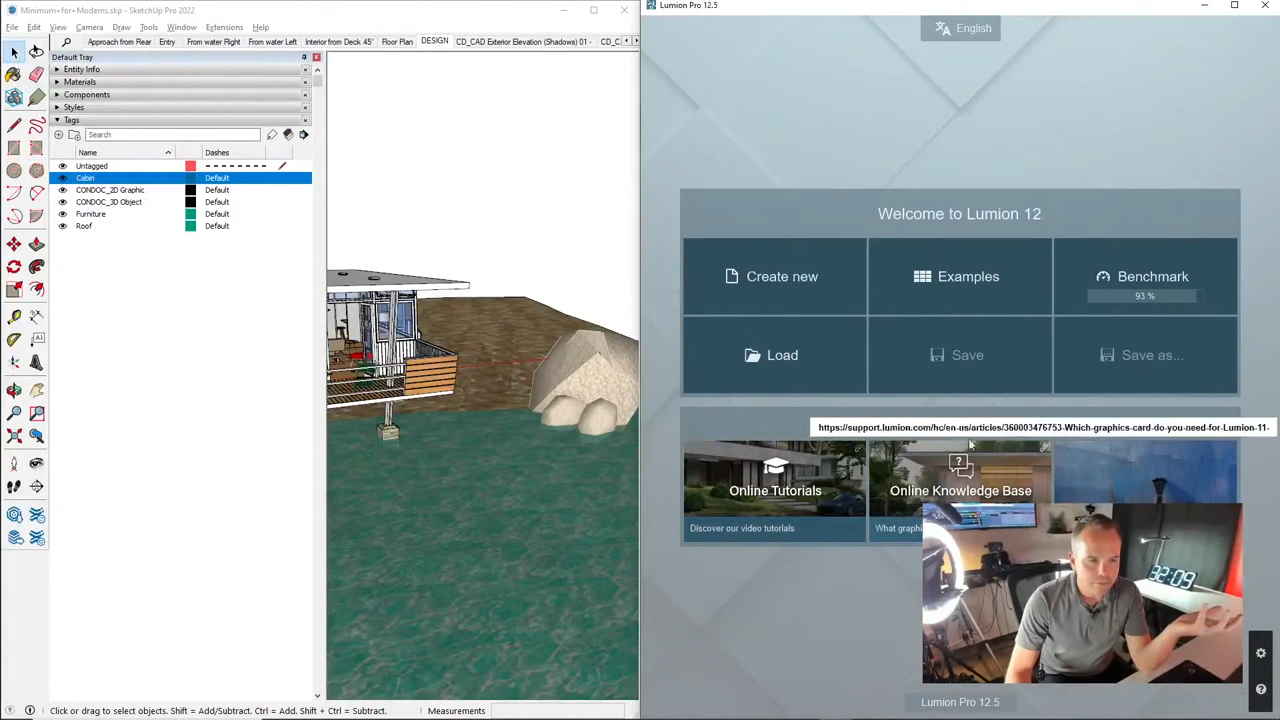 Minimum+for+Moderns.skp - SketchUp Pro 2022
File Edit View Camera Draw Tools Window Extensions Help
Approach from Rear Entry From water Right From water Left Interior from Deck 45° Floor Plan DESIGN CD_CAD Exterior Elevation (Shadows) 01 - CD_C
Default Tray
Entity Info
Materials
Components
Styles
Tags
Search
Name Dashes
Untagged
Cabin Default
CONDOC_2D Graphic Default
CONDOC_3D Object Default
Furniture Default
Roof Default
Click or drag to select objects. Shift = Add/Subtract. Ctrl = Add. Shift + Ctrl = Subtract. Measurements
Lumion Pro 12.5
English
Welcome to Lumion 12
Create new Examples Benchmark
93 %
Load Save Save as...
https://support.lumion.com/hc/en-us/articles/360003476753-Which-graphics-card-do-you-need-for-Lumion-11-
Online Tutorials Online Knowledge Base
Discover our video tutorials What graphi
32:09
Lumion Pro 12.5